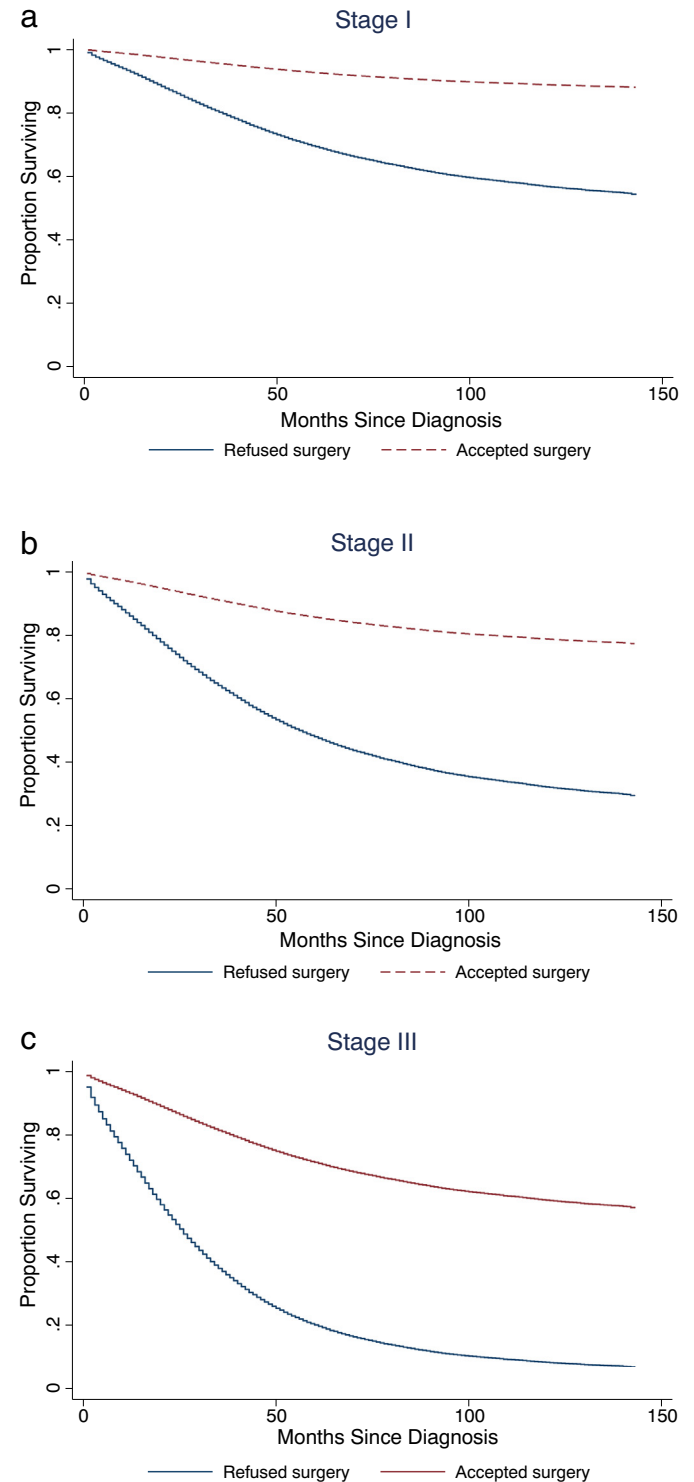 a
Stage I
Proportion Surviving
1
.8
.6
.4
.2
0
0 50 100 150
Months Since Diagnosis
Refused surgery Accepted surgery
b
Stage II
Proportion Surviving
1
.8
.6
.4
.2
0
0 50 100 150
Months Since Diagnosis
Refused surgery Accepted surgery
c
Stage III
Proportion Surviving
1
.8
.6
.4
.2
0
0 50 100 150
Months Since Diagnosis
Refused surgery Accepted surgery